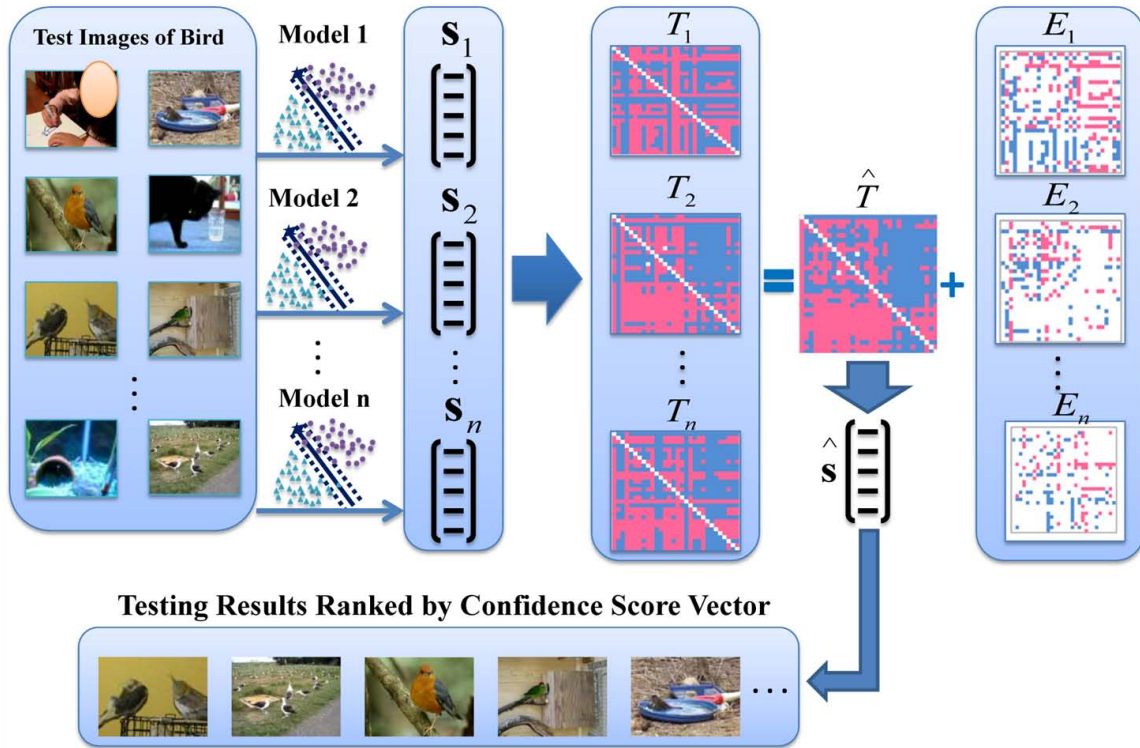 Test Images of Bird
Model 1
Model 2
Model n
s₁
s₂
sₙ
T₁
T₂
Tₙ
=
T̂
+
E₁
E₂
Eₙ
ŝ
Testing Results Ranked by Confidence Score Vector